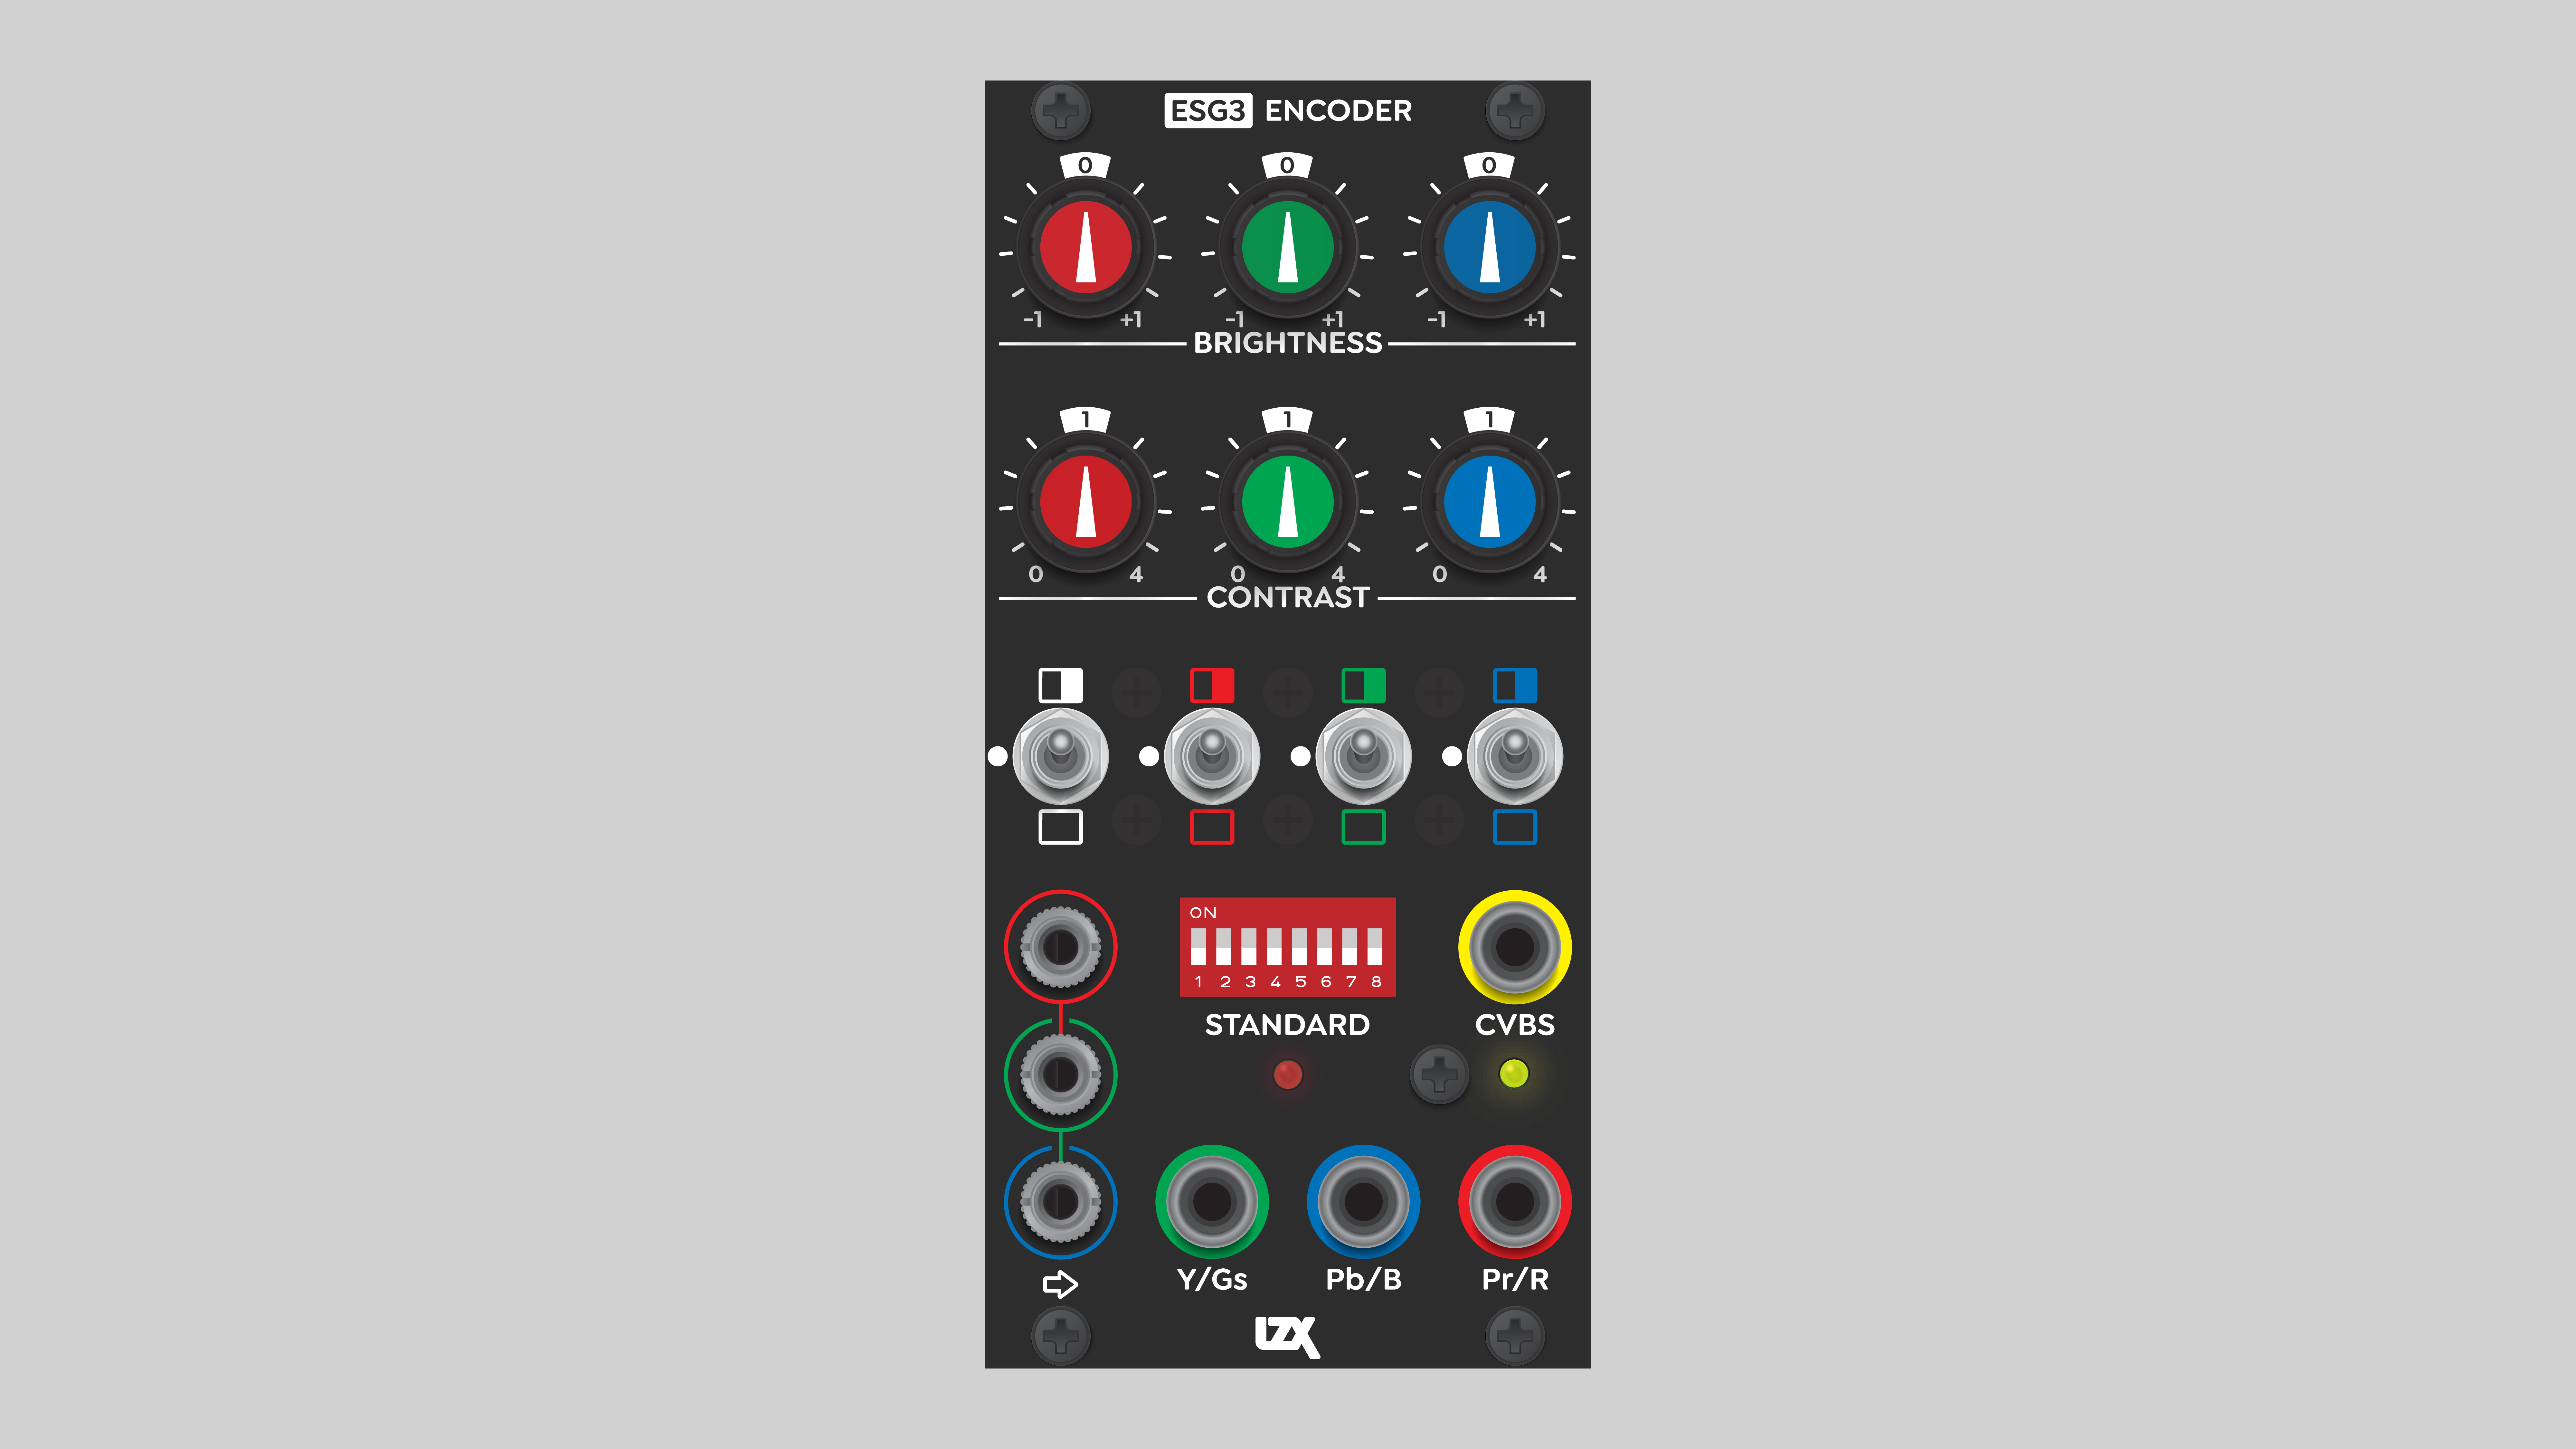 ESG3 ENCODER
0 0 0
-1 +1 -1 +1 -1 +1
BRIGHTNESS
1 1 1
0 4 0 4 0 4
CONTRAST
ON
1 2 3 4 5 6 7 8
STANDARD
CVBS
Y/Gs Pb/B Pr/R
LZX